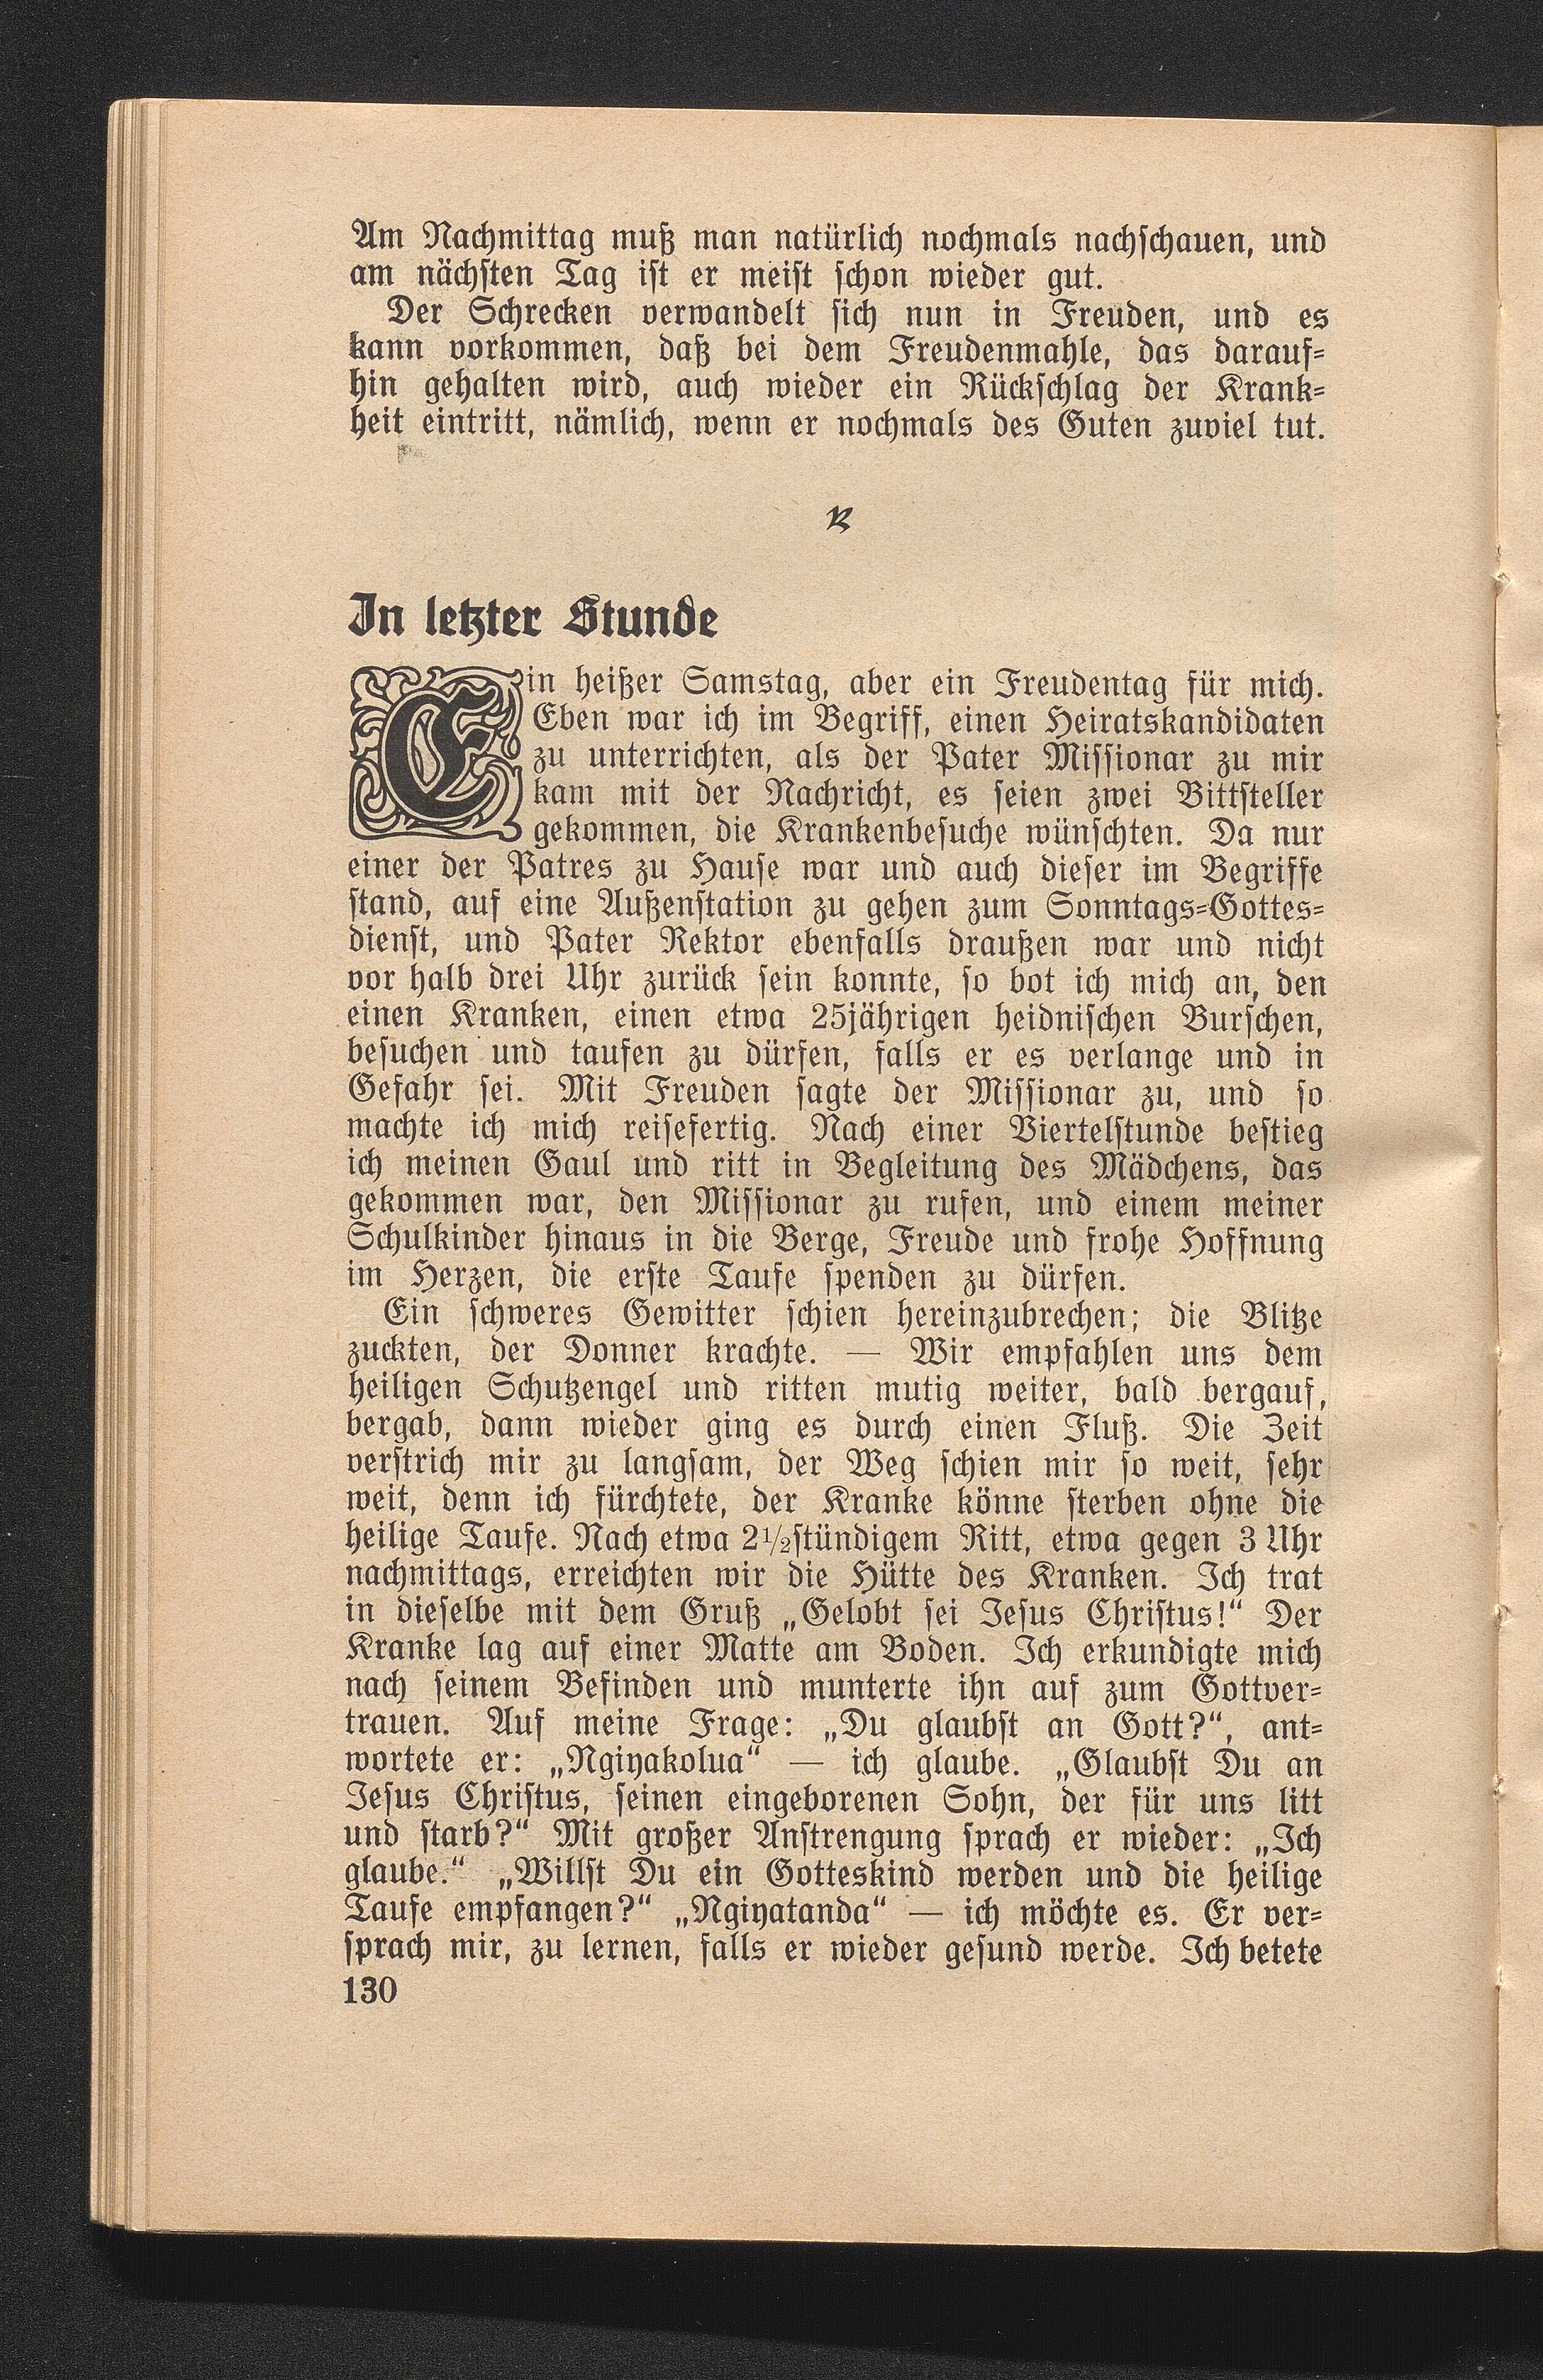 Am Nachmittag muß man natürlich nochmals nachschauen, und
am nächsten Tag ist er meist schon wieder gut.
Der Schrecken verwandelt sich nun in Freuden, und es
kann vorkommen, daß bei dem Freudenmahle, das darauf-
hin gehalten wird, auch wieder ein Rückschlag der Krank-
heit eintritt, nämlich, wenn er nochmals des Guten zuviel tut.
In letzter Stunde
Ein heißer Samstag, aber ein Freudentag für mich.
Eben war ich im Begriff, einen Heiratskandidaten
zu unterrichten, als der Pater Missionar zu mir
kam mit der Nachricht, es seien zwei Bittsteller
gekommen, die Krankenbesuche wünschten. Da nur
einer der Patres zu Hause war und auch dieser im Begriffe
stand, auf eine Außenstation zu gehen zum Sonntags-Gottes-
dienst, und Pater Rektor ebenfalls draußen war und nicht
vor halb drei Uhr zurück sein konnte, so bot ich mich an, den
einen Kranken, einen etwa 25jährigen heidnischen Burschen,
besuchen und taufen zu dürfen, falls er es verlange und in
Gefahr sei. Mit Freuden sagte der Missionar zu, und so
machte ich mich reisefertig. Nach einer Viertelstunde bestieg
ich meinen Gaul und ritt in Begleitung des Mädchens, das
gekommen war, den Missionar zu rufen, und einem meiner
Schulkinder hinaus in die Berge, Freude und frohe Hoffnung
im Herzen, die erste Taufe spenden zu dürfen.
Ein schweres Gewitter schien hereinzubrechen; die Blitze
zuckten, der Donner krachte. — Wir empfahlen uns dem
heiligen Schutzengel und ritten mutig weiter, bald bergauf,
bergab, dann wieder ging es durch einen Fluß. Die Zeit
verstrich mir zu langsam, der Weg schien mir so weit, sehr
weit, denn ich fürchtete, der Kranke könne sterben ohne die
heilige Taufe. Nach etwa 2½stündigem Ritt, etwa gegen 3 Uhr
nachmittags, erreichten wir die Hütte des Kranken. Ich trat
in dieselbe mit dem Gruß „Gelobt sei Jesus Christus!“ Der
Kranke lag auf einer Matte am Boden. Ich erkundigte mich
nach seinem Befinden und munterte ihn auf zum Gottver-
trauen. Auf meine Frage: „Du glaubst an Gott?“, ant-
wortete er: „Ngiyakolua“ — ich glaube. „Glaubst Du an
Jesus Christus, seinen eingeborenen Sohn, der für uns litt
und starb?“ Mit großer Anstrengung sprach er wieder: „Ich
glaube.“ „Willst Du ein Gotteskind werden und die heilige
Taufe empfangen?“ „Ngiyatanda“ — ich möchte es. Er ver-
sprach mir, zu lernen, falls er wieder gesund werde. Ich betete
130